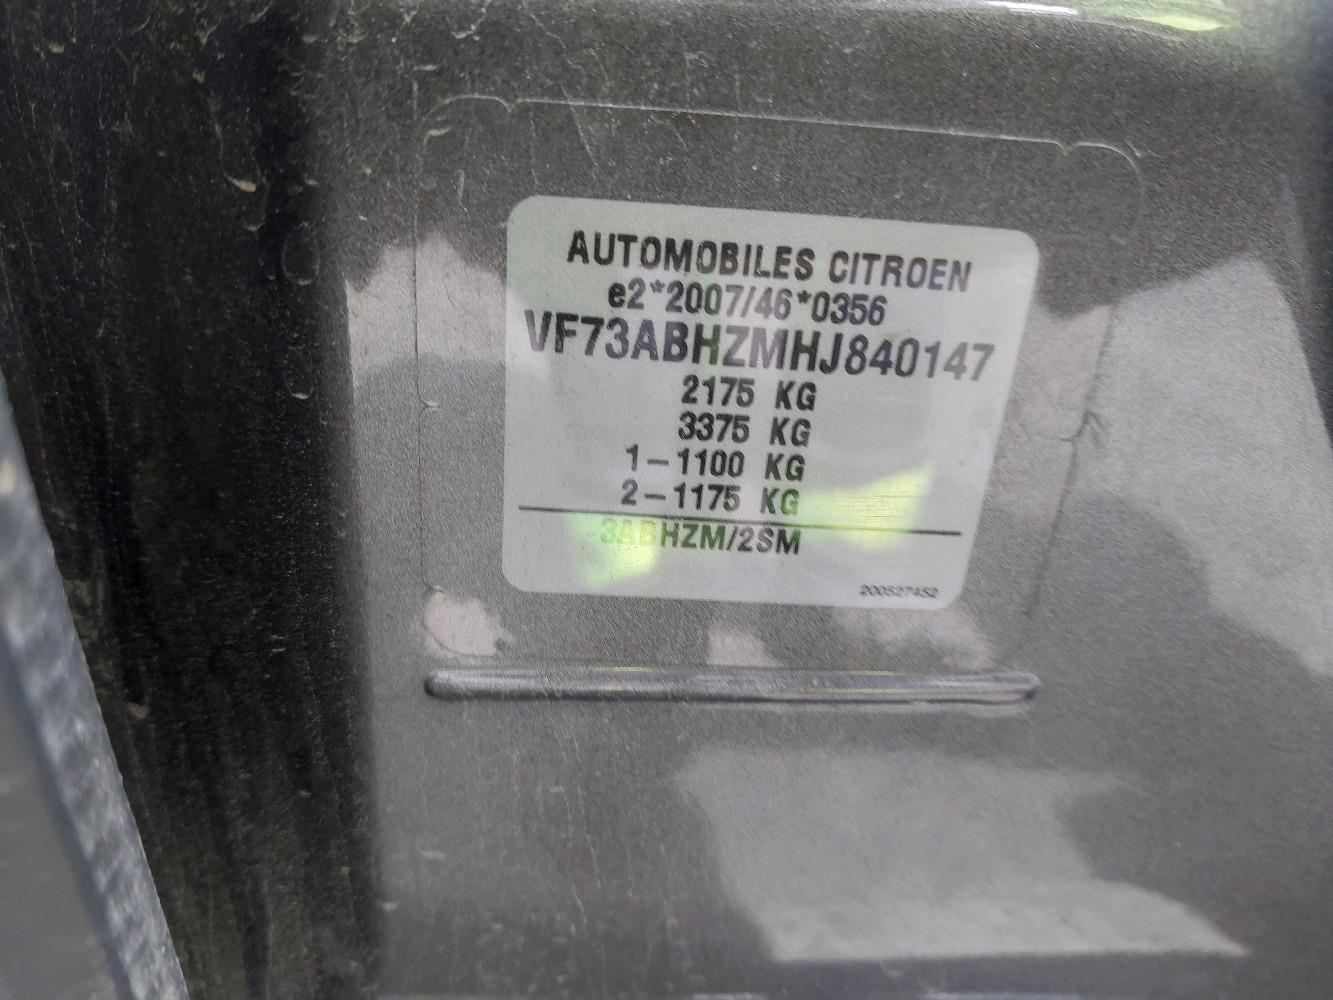 AUTOMOBILES CITROEN
e2*2007/46*0356
VF73ABHZMHJ840147
2175 KG
3375 KG
1-1100 KG
2-1175 KG
3ABHZM/2SM
200527452